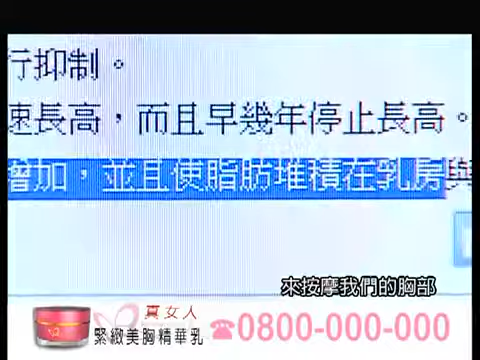 行抑制。
速長高，而且早幾年停止長高。
增加，並且使脂肪堆積在乳房與
來按摩我們的胸部
真女人
緊緻美胸精華乳
☎0800-000-000